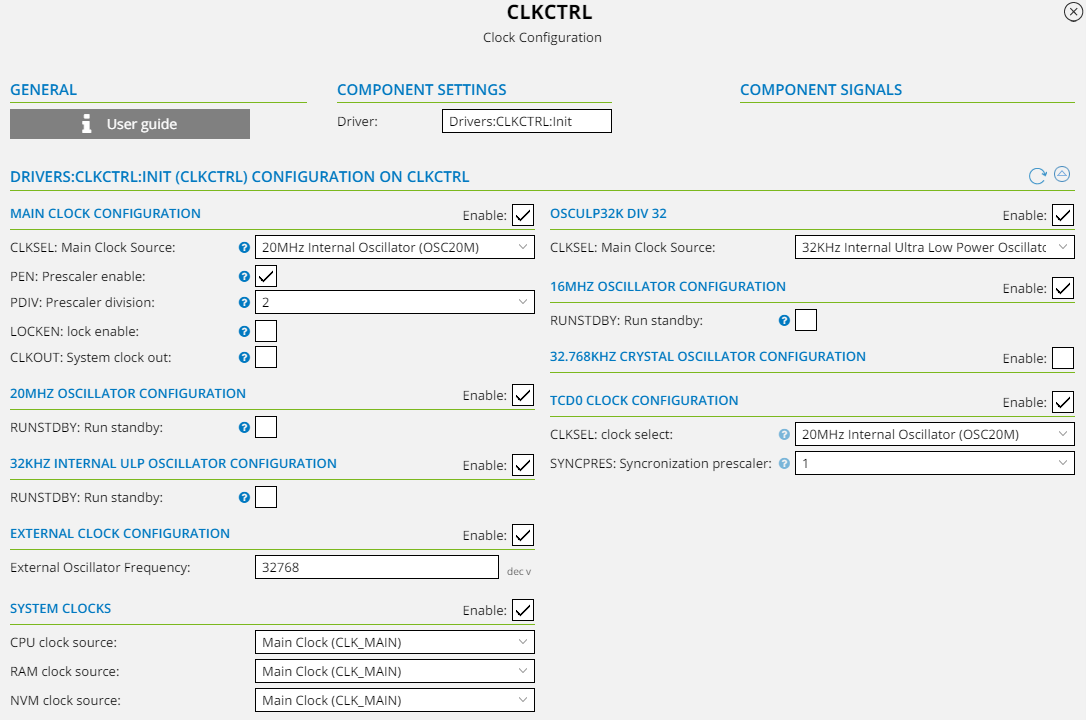 CLKCTRL
Clock Configuration
GENERAL
User guide
COMPONENT SETTINGS
Driver: Drivers:CLKCTRL:Init
COMPONENT SIGNALS
DRIVERS:CLKCTRL:INIT (CLKCTRL) CONFIGURATION ON CLKCTRL
MAIN CLOCK CONFIGURATION Enable:
CLKSEL: Main Clock Source: ? 20MHz Internal Oscillator (OSC20M)
PEN: Prescaler enable: ?
PDIV: Prescaler division: ? 2
LOCKEN: lock enable: ?
CLKOUT: System clock out: ?
20MHZ OSCILLATOR CONFIGURATION Enable:
RUNSTDBY: Run standby: ?
32KHZ INTERNAL ULP OSCILLATOR CONFIGURATION Enable:
RUNSTDBY: Run standby: ?
EXTERNAL CLOCK CONFIGURATION Enable:
External Oscillator Frequency: 32768 dec v
SYSTEM CLOCKS Enable:
CPU clock source: Main Clock (CLK_MAIN)
RAM clock source: Main Clock (CLK_MAIN)
NVM clock source: Main Clock (CLK_MAIN)
OSCULP32K DIV 32 Enable:
CLKSEL: Main Clock Source: 32KHz Internal Ultra Low Power Oscillatc
16MHZ OSCILLATOR CONFIGURATION Enable:
RUNSTDBY: Run standby: ?
32.768KHZ CRYSTAL OSCILLATOR CONFIGURATION Enable:
TCD0 CLOCK CONFIGURATION Enable:
CLKSEL: clock select: ? 20MHz Internal Oscillator (OSC20M)
SYNCPRES: Syncronization prescaler: ? 1